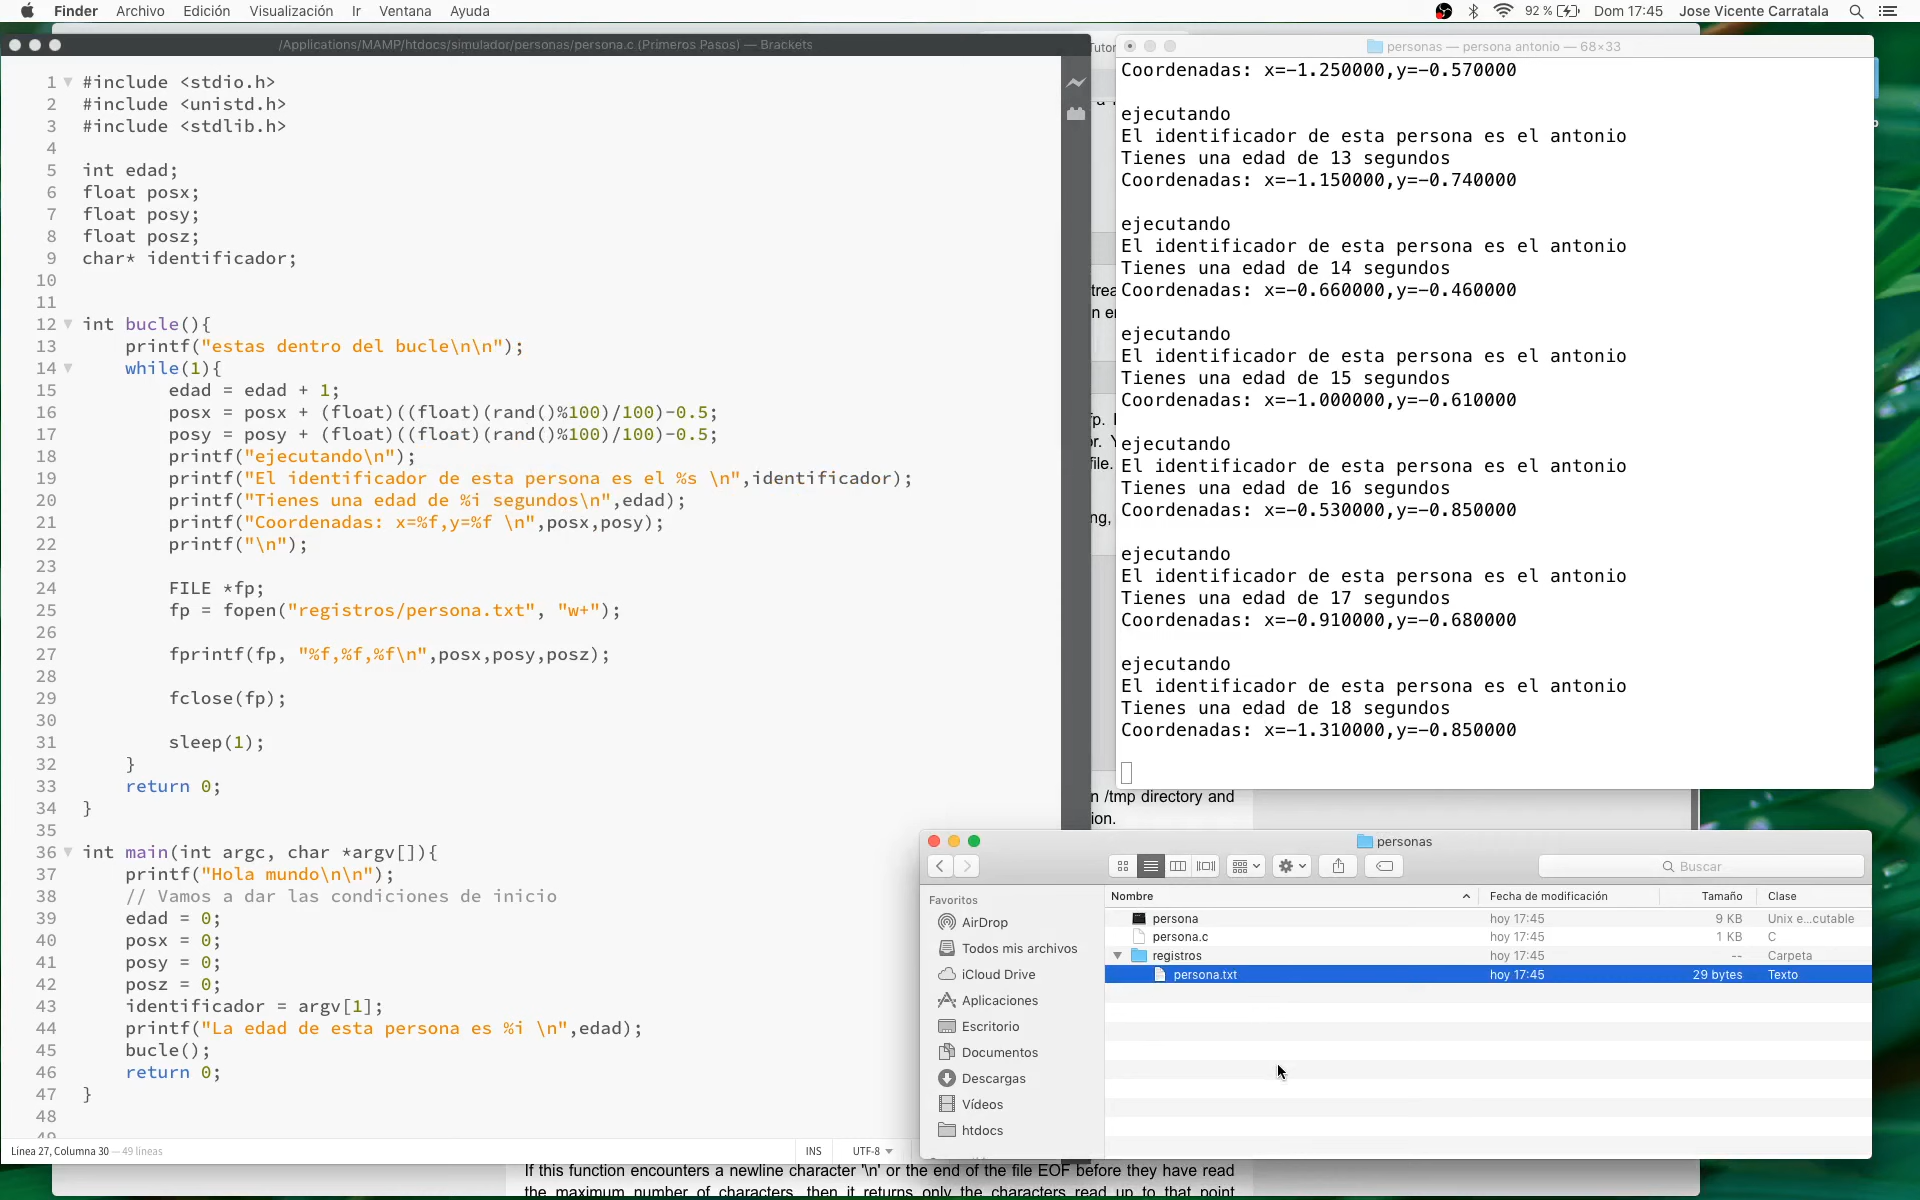 Finder Archivo Edición Visualización Ir Ventana Ayuda 92 % Dom 17:45 Jose Vicente Carratala
/Applications/MAMP/htdocs/simulador/personas/persona.c (Primeros Pasos) — Brackets
1 #include <stdio.h>
2 #include <unistd.h>
3 #include <stdlib.h>
4
5 int edad;
6 float posx;
7 float posy;
8 float posz;
9 char* identificador;
10
11
12 int bucle(){
13 printf("estas dentro del bucle\n\n");
14 while(1){
15 edad = edad + 1;
16 posx = posx + (float)((float)(rand()%100)/100)-0.5;
17 posy = posy + (float)((float)(rand()%100)/100)-0.5;
18 printf("ejecutando\n");
19 printf("El identificador de esta persona es el %s \n",identificador);
20 printf("Tienes una edad de %i segundos\n",edad);
21 printf("Coordenadas: x=%f,y=%f \n",posx,posy);
22 printf("\n");
23
24 FILE *fp;
25 fp = fopen("registros/persona.txt", "w+");
26
27 fprintf(fp, "%f,%f,%f\n",posx,posy,posz);
28
29 fclose(fp);
30
31 sleep(1);
32 }
33 return 0;
34 }
35
36 int main(int argc, char *argv[]){
37 printf("Hola mundo\n\n");
38 // Vamos a dar las condiciones de inicio
39 edad = 0;
40 posx = 0;
41 posy = 0;
42 posz = 0;
43 identificador = argv[1];
44 printf("La edad de esta persona es %i \n",edad);
45 bucle();
46 return 0;
47 }
48
49
Línea 27, Columna 30 — 49 líneas INS UTF-8
personas — persona antonio — 68×33
Coordenadas: x=-1.250000,y=-0.570000
ejecutando
El identificador de esta persona es el antonio
Tienes una edad de 13 segundos
Coordenadas: x=-1.150000,y=-0.740000
ejecutando
El identificador de esta persona es el antonio
Tienes una edad de 14 segundos
Coordenadas: x=-0.660000,y=-0.460000
ejecutando
El identificador de esta persona es el antonio
Tienes una edad de 15 segundos
Coordenadas: x=-1.000000,y=-0.610000
ejecutando
El identificador de esta persona es el antonio
Tienes una edad de 16 segundos
Coordenadas: x=-0.530000,y=-0.850000
ejecutando
El identificador de esta persona es el antonio
Tienes una edad de 17 segundos
Coordenadas: x=-0.910000,y=-0.680000
ejecutando
El identificador de esta persona es el antonio
Tienes una edad de 18 segundos
Coordenadas: x=-1.310000,y=-0.850000
n /tmp directory and
ion.
personas
Buscar
Favoritos
AirDrop
Todos mis archivos
iCloud Drive
Aplicaciones
Escritorio
Documentos
Descargas
Vídeos
htdocs
Nombre Fecha de modificación Tamaño Clase
persona hoy 17:45 9 KB Unix e...cutable
persona.c hoy 17:45 1 KB C
registros hoy 17:45 -- Carpeta
persona.txt hoy 17:45 29 bytes Texto
If this function encounters a newline character '\n' or the end of the file EOF before they have read
the maximum number of characters, then it returns only the characters read up to that point